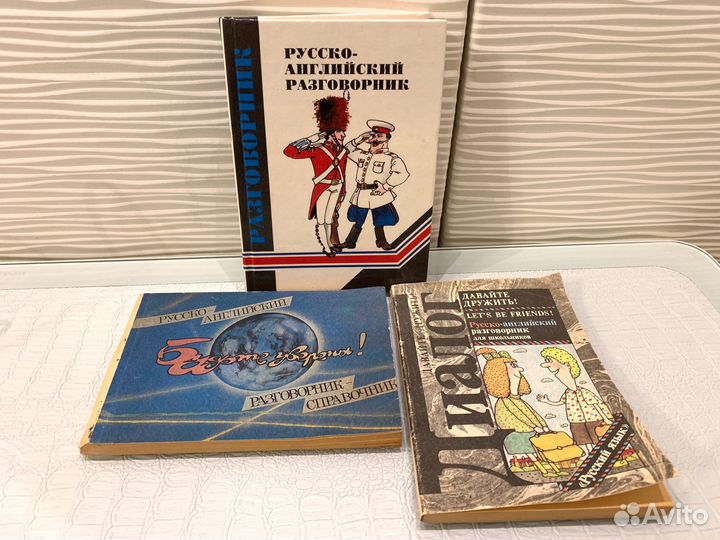 РАЗГОВОРНИК
РУССКО-
АНГЛИЙСКИЙ
РАЗГОВОРНИК
РУССКО-АНГЛИЙСКИЙ
Будьте уверены!
РАЗГОВОРНИК-
СПРАВОЧНИК
Диалог
ДАВАЙТЕ
ДРУЖИТЬ!
LET'S BE FRIENDS!
Русско-английский
разговорник
для школьников
«Русский язык»
Avito